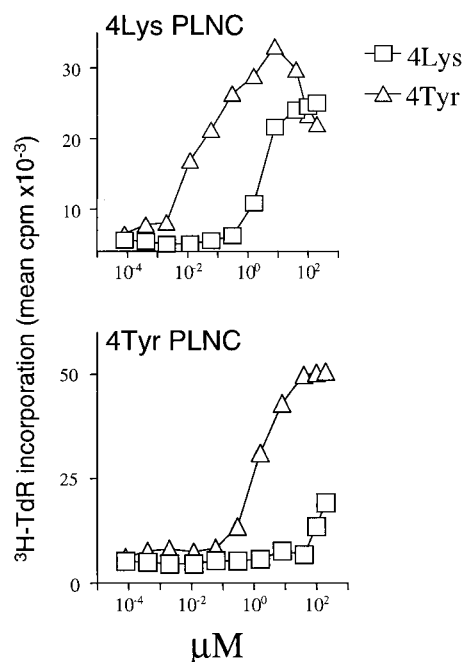 4Lys PLNC
4Lys
4Tyr
30
20
10
10⁻⁴ 10⁻² 10⁰ 10²
4Tyr PLNC
50
25
0
10⁻⁴ 10⁻² 10⁰ 10²
µM
³H-TdR incorporation (mean cpm x10⁻³)